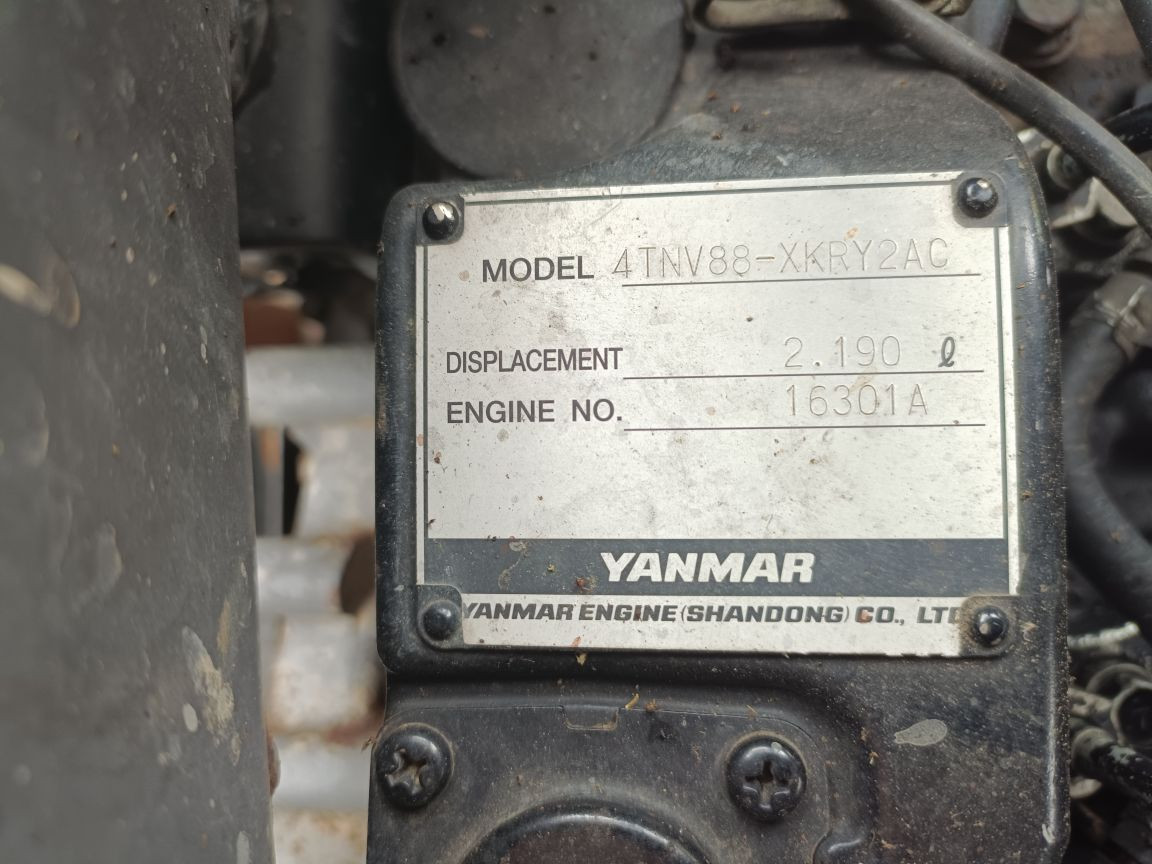 MODEL 4TNV88-XKRY2AC
DISPLACEMENT 2.190 ℓ
ENGINE NO. 16301A
YANMAR
YANMAR ENGINE (SHANDONG) CO., LTD